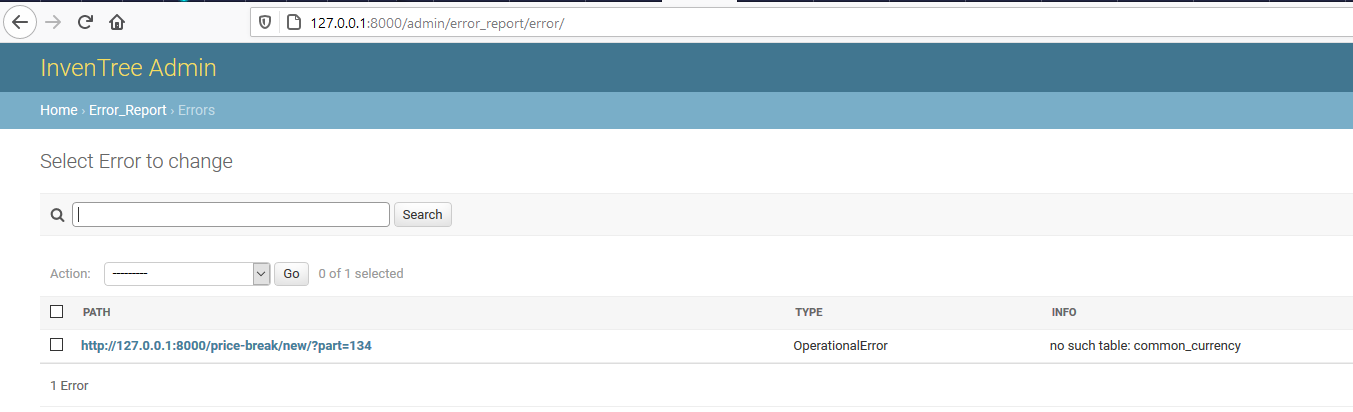 127.0.0.1:8000/admin/error_report/error/
InvenTree Admin
Home › Error_Report › Errors
Select Error to change
Search
Action: --------- Go 0 of 1 selected
PATH TYPE INFO
http://127.0.0.1:8000/price-break/new/?part=134 OperationalError no such table: common_currency
1 Error